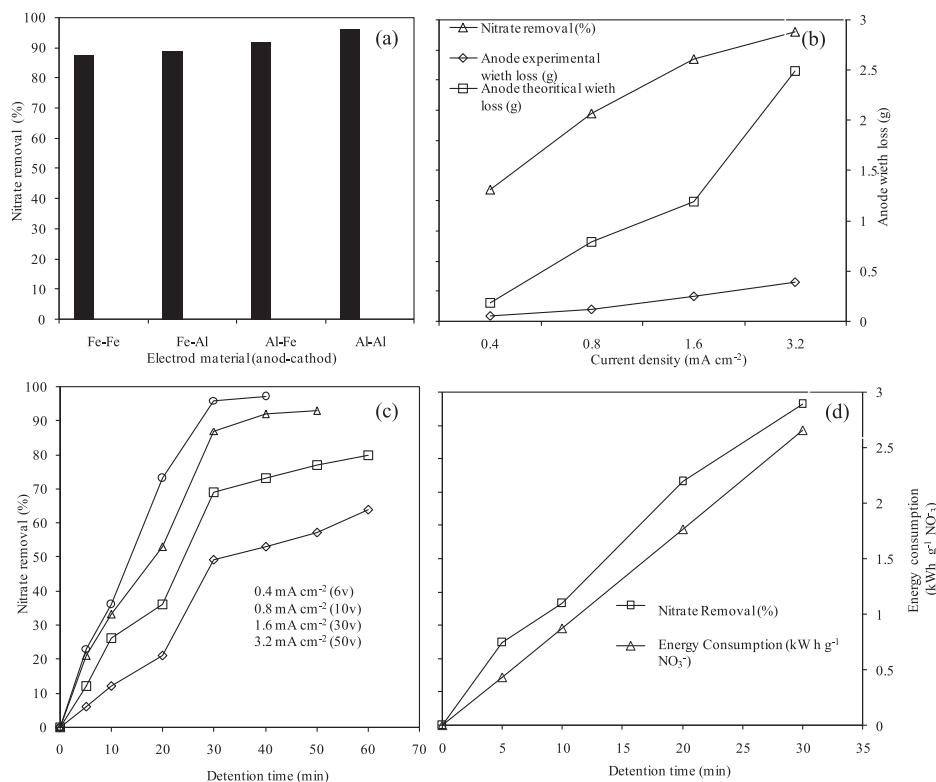 100
90
80
70
60
50
40
30
20
10
0
Nitrate removal (%)
(a)
Fe-Fe
Fe-Al
Al-Fe
Al-Al
Electrod material (anod-cathod)
Nitrate removal (%)
Anode experimental
wieth loss (g)
Anode theoritical wieth
loss (g)
(b)
3
2.5
2
1.5
1
0.5
0
Anode wieth loss (g)
0.4
0.8
1.6
3.2
Current density (mA cm-2)
100
90
80
70
60
50
40
30
20
10
0
Nitrate removal (%)
(c)
0.4 mA cm-2 (6v)
0.8 mA cm-2 (10v)
1.6 mA cm-2 (30v)
3.2 mA cm-2 (50v)
0
10
20
30
40
50
60
70
Detention time (min)
(d)
Nitrate Removal (%)
Energy Consumption (kW h g-1
NO3-)
3
2.5
2
1.5
1
0.5
0
Energy consumption
(kWh g-1 NO-3)
0
5
10
15
20
25
30
35
Detention time (min)